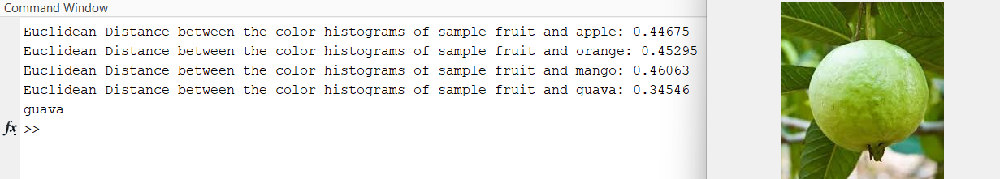 Command Window
Euclidean Distance between the color histograms of sample fruit and apple: 0.44675
Euclidean Distance between the color histograms of sample fruit and orange: 0.45295
Euclidean Distance between the color histograms of sample fruit and mango: 0.46063
Euclidean Distance between the color histograms of sample fruit and guava: 0.34546
guava
fx >>